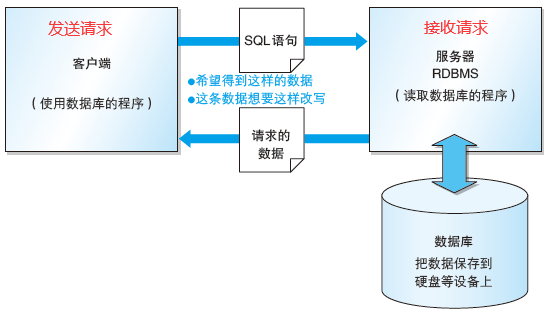 发送请求
客户端
（使用数据库的程序）
SQL语句
●希望得到这样的数据
●这条数据想要这样改写
请求的
数据
接收请求
服务器
RDBMS
（读取数据库的程序）
数据库
把数据保存到
硬盘等设备上